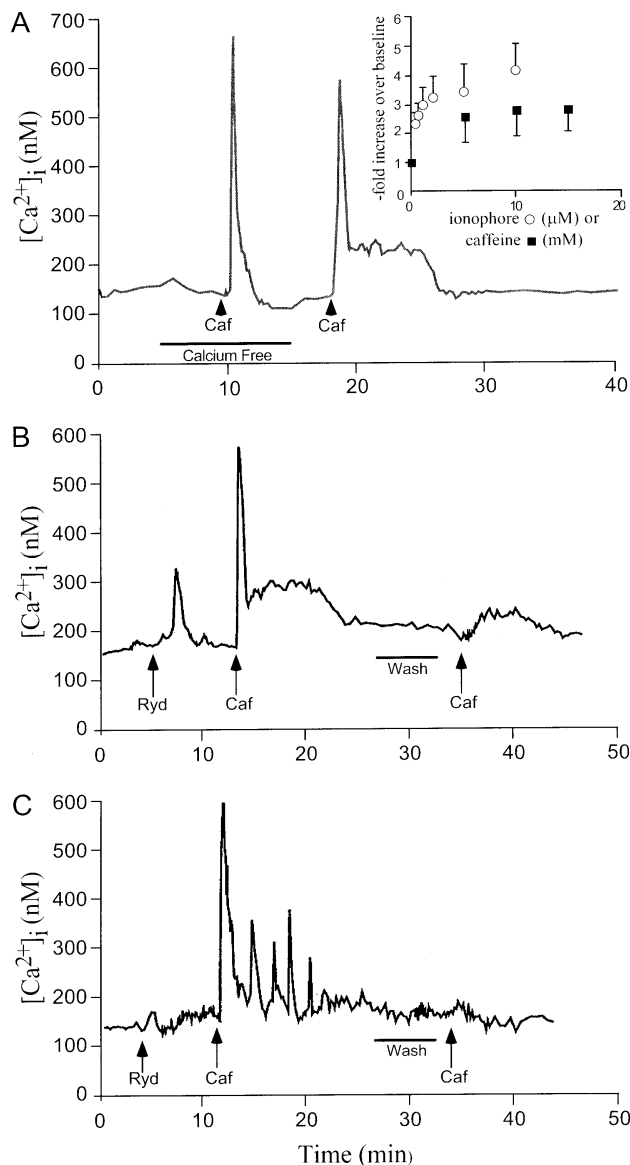 A
700
600
500
400
300
200
100
0
[Ca2+]i (nM)
Caf
Caf
Calcium Free
0
10
20
30
40
6
5
4
3
2
1
0
-fold increase over baseline
0
10
20
ionophore ○ (μM) or
caffeine ■ (mM)
B
600
500
400
300
200
100
0
[Ca2+]i (nM)
Ryd
Caf
Wash
Caf
0
10
20
30
40
50
C
600
500
400
300
200
100
0
[Ca2+]i (nM)
Ryd
Caf
Wash
Caf
0
10
20
30
40
50
Time (min)